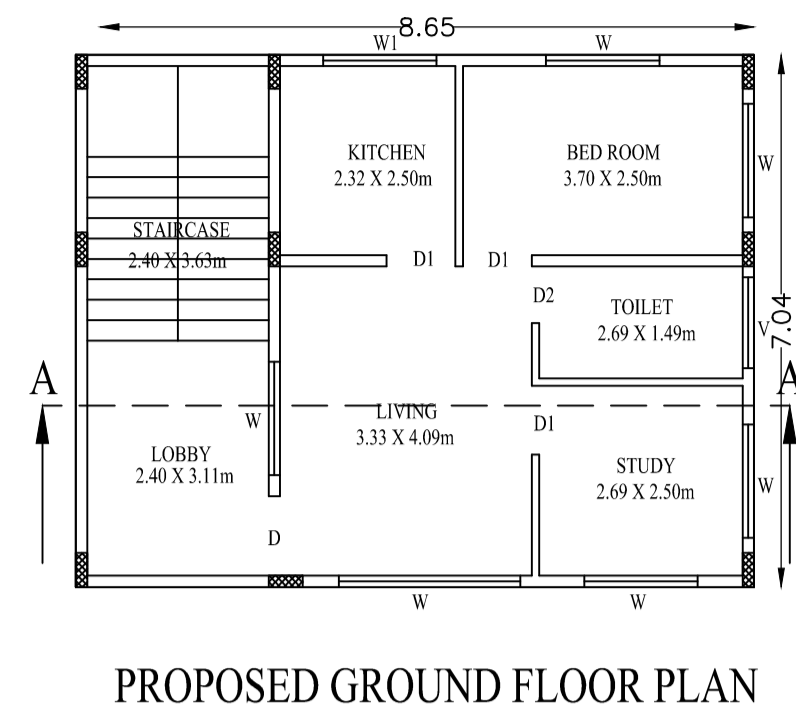 8.65
W1
W
KITCHEN
2.32 X 2.50m
BED ROOM
3.70 X 2.50m
W
STAIRCASE
2.40 X 3.63m
D1
D1
D2
TOILET
2.69 X 1.49m
V
7.04
A
A
LIVING
3.33 X 4.09m
W
D1
LOBBY
2.40 X 3.11m
STUDY
2.69 X 2.50m
W
D
W
W
PROPOSED GROUND FLOOR PLAN